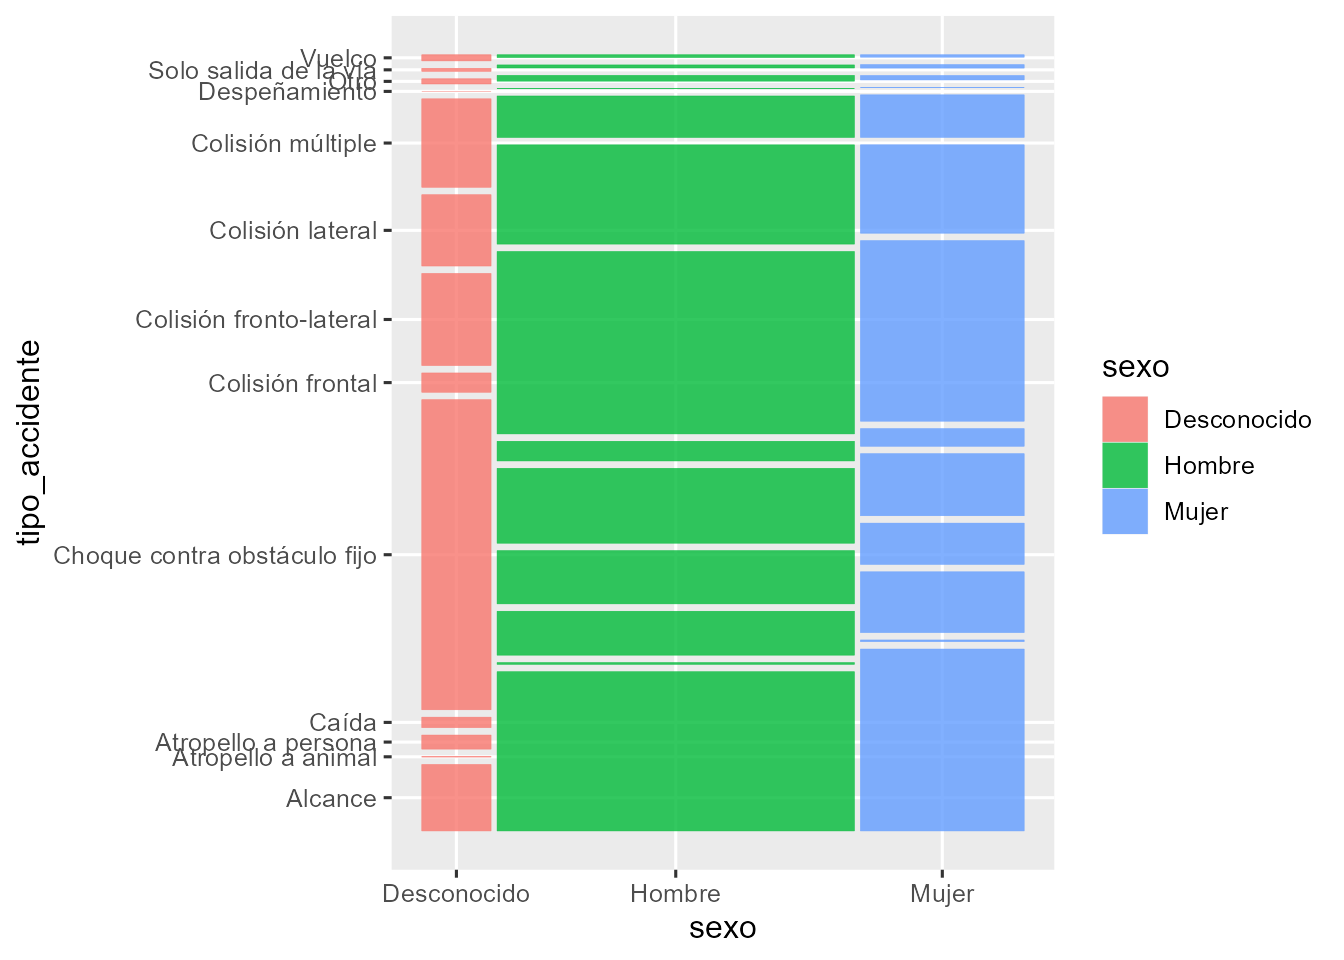 Vuelco
Solo salida de la vía
Otro
Despeñamiento
Colisión múltiple
Colisión lateral
Colisión fronto-lateral
Colisión frontal
Choque contra obstáculo fijo
Caída
Atropello a persona
Atropello a animal
Alcance
tipo_accidente
Desconocido
Hombre
Mujer
sexo
sexo
Desconocido
Hombre
Mujer